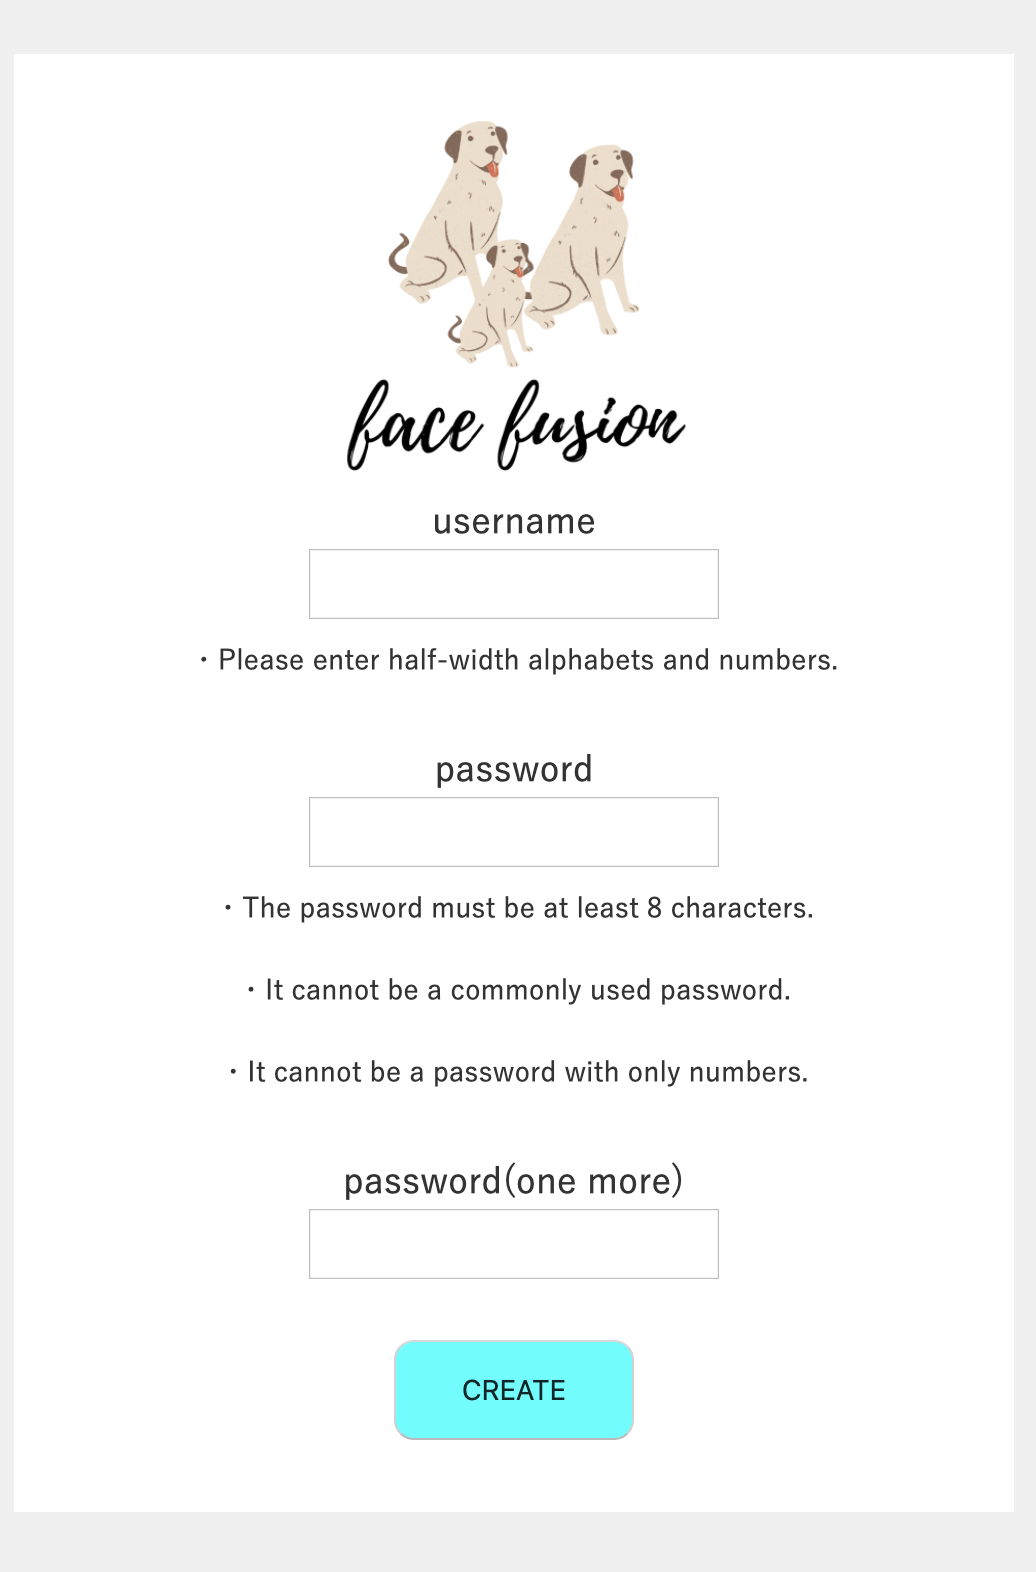 face fusion
username
・Please enter half-width alphabets and numbers.
password
・The password must be at least 8 characters.
・It cannot be a commonly used password.
・It cannot be a password with only numbers.
password(one more)
CREATE